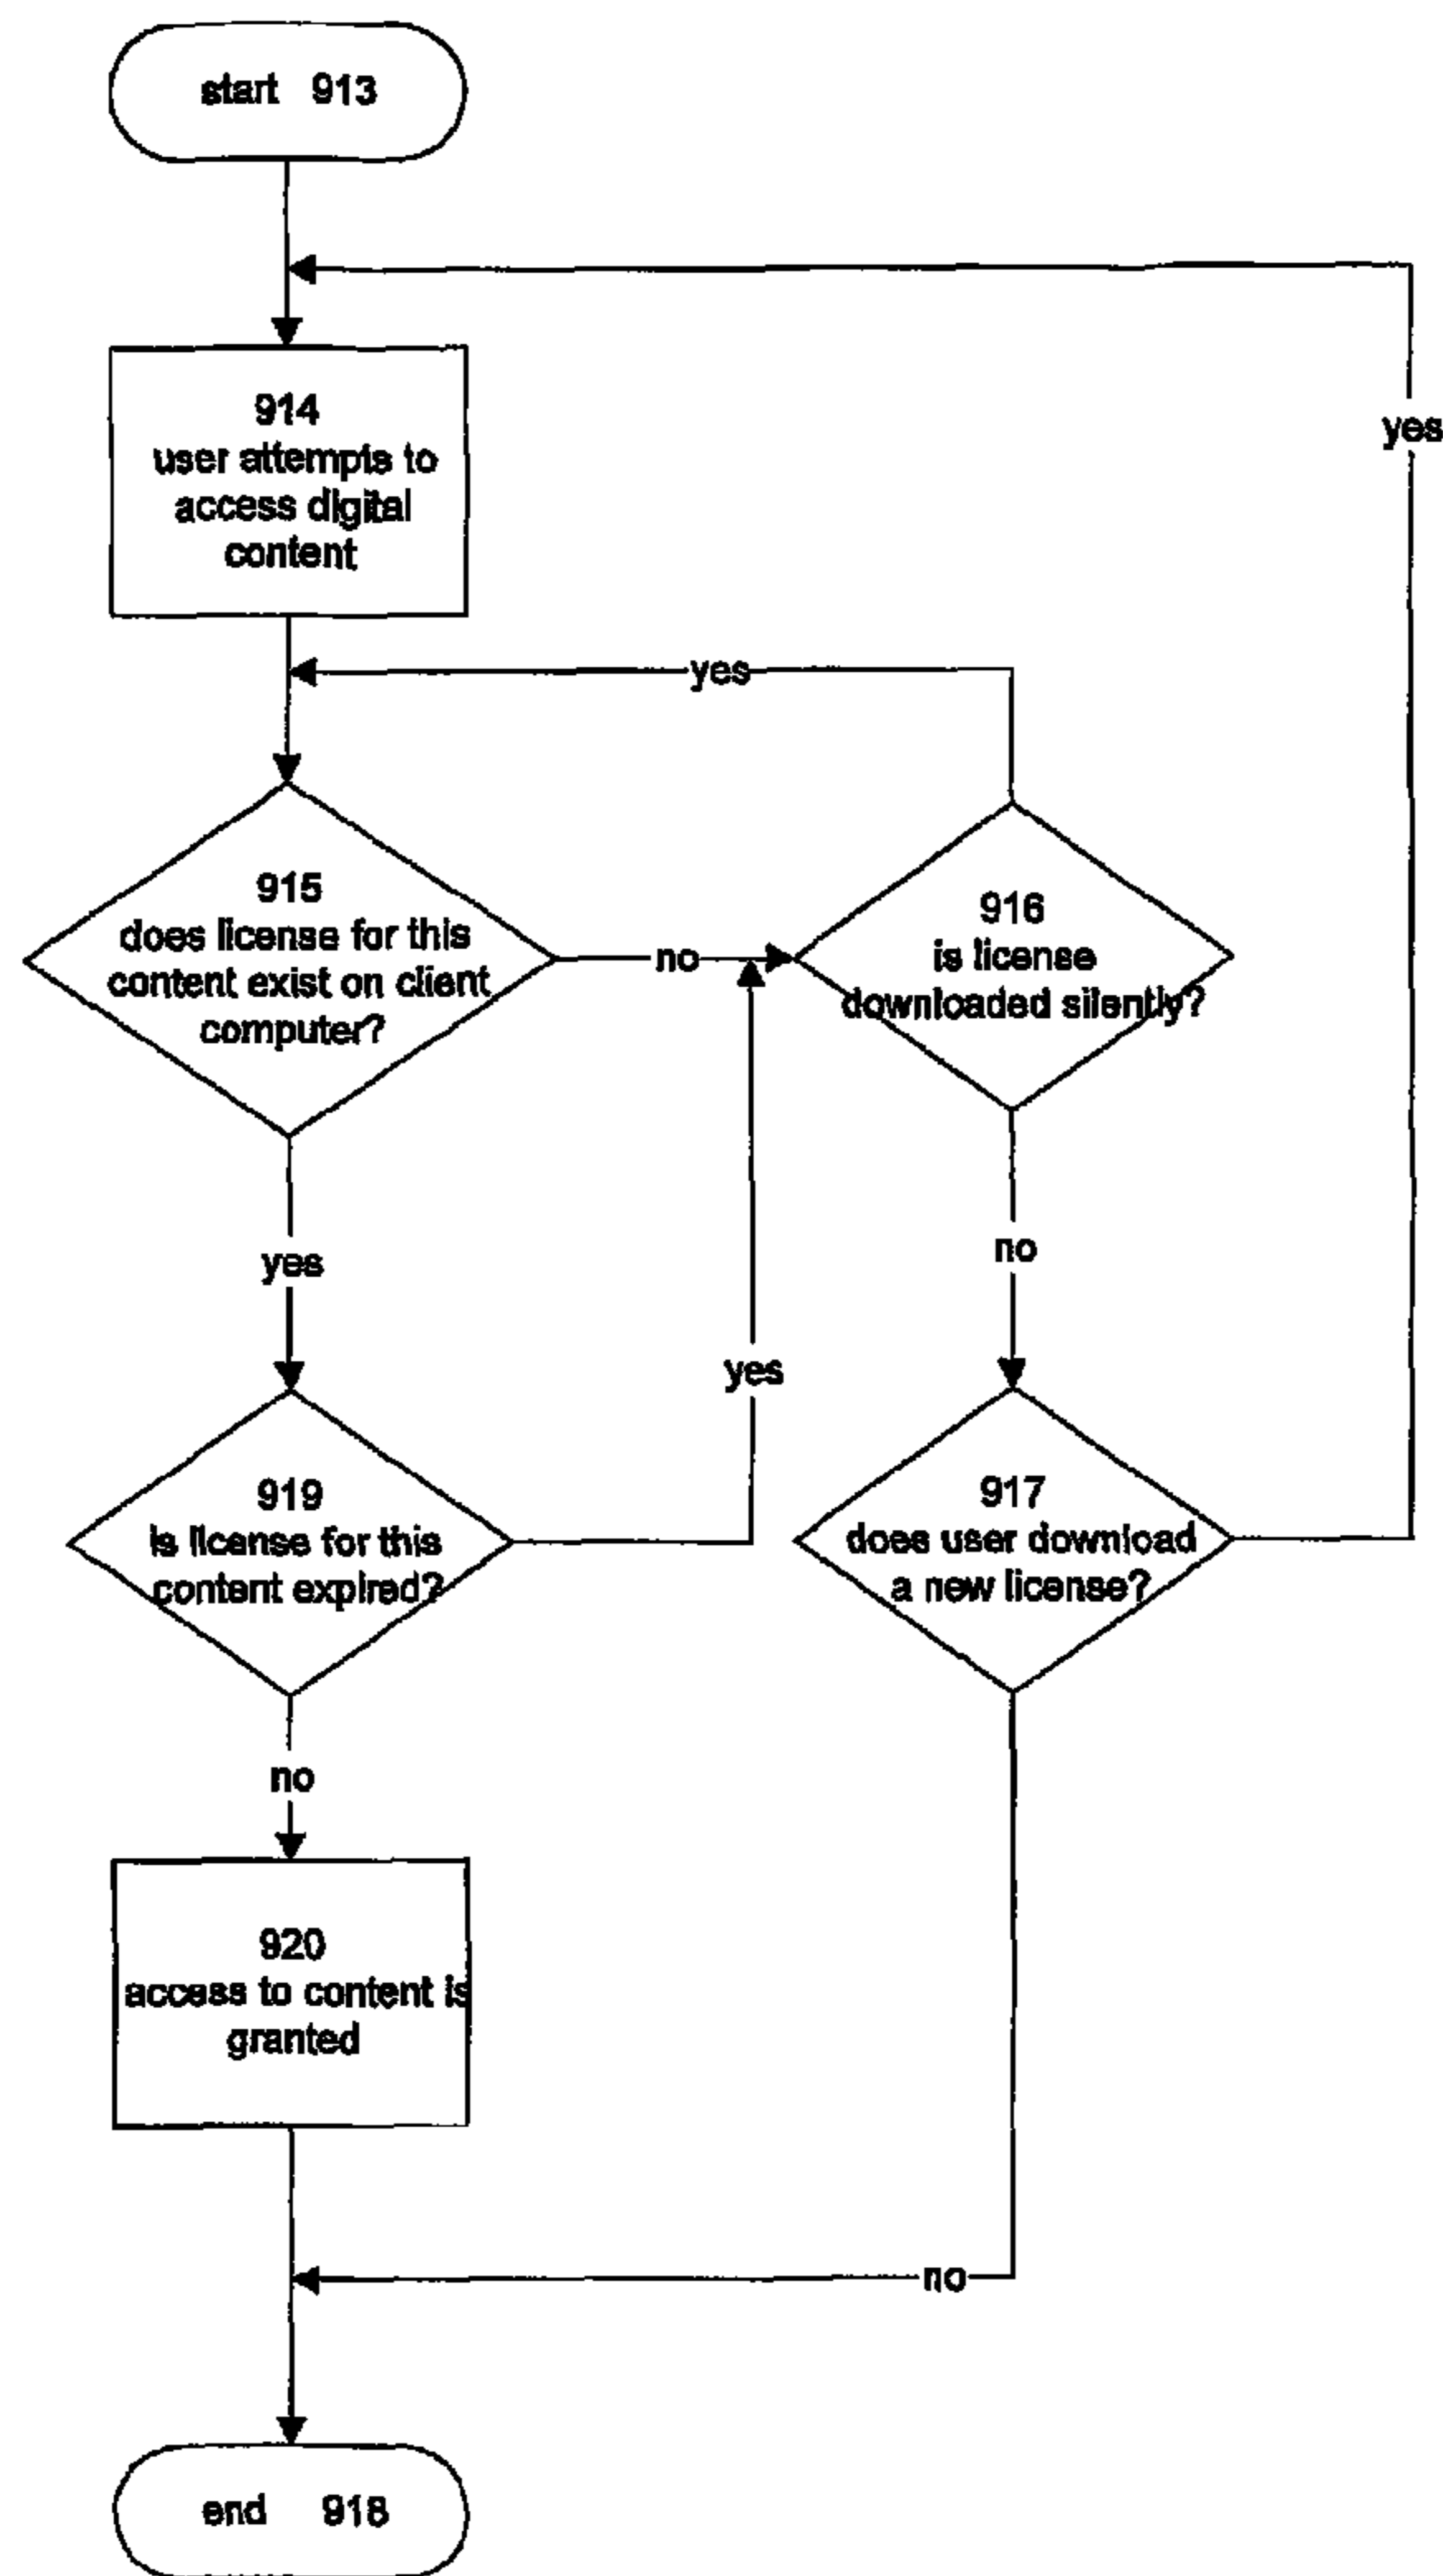 start 913
914
user attempts to
access digital
content
yes
yes
915
does license for this
content exist on client
computer?
no
916
is license
downloaded silently?
yes
no
yes
919
is license for this
content expired?
917
does user download
a new license?
no
920
access to content is
granted
no
end 918